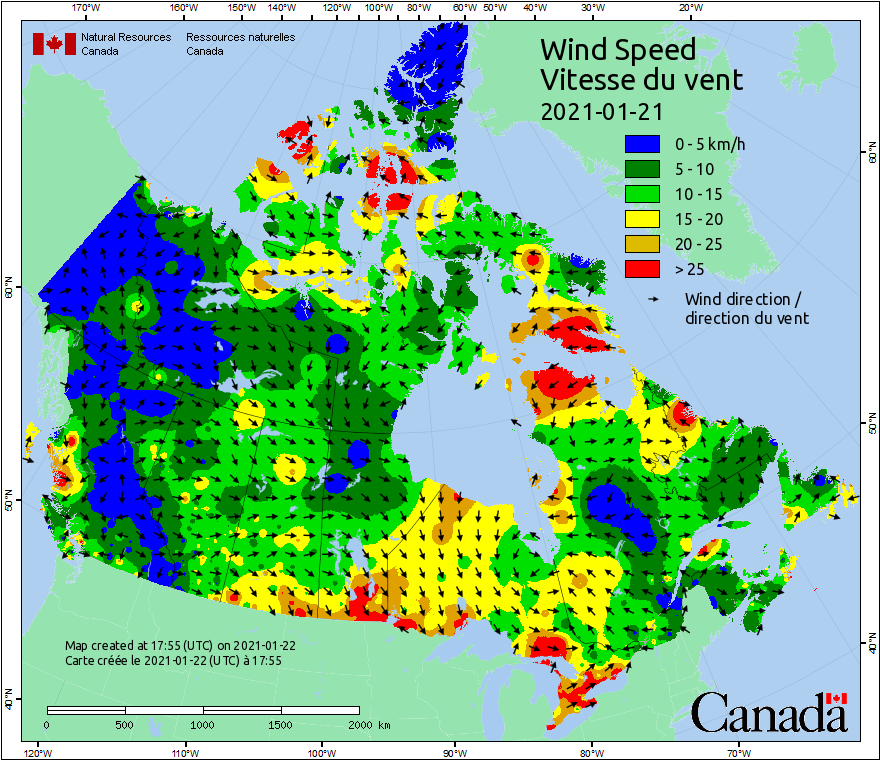 170°W 160°W 150°W 140°W 120°W 100°W 80°W 60°W 50°W 40°W 30°W 20°W
Natural Resources Canada
Ressources naturelles Canada
Wind Speed
Vitesse du vent
2021-01-21
0 - 5 km/h
5 - 10
10 - 15
15 - 20
20 - 25
> 25
Wind direction /
direction du vent
60°N
60°N
50°N
50°N
40°N
40°N
Map created at 17:55 (UTC) on 2021-01-22
Carte créée le 2021-01-22 (UTC) à 17:55
0 500 1000 1500 2000 km
Canada
120°W 110°W 100°W 90°W 80°W 70°W